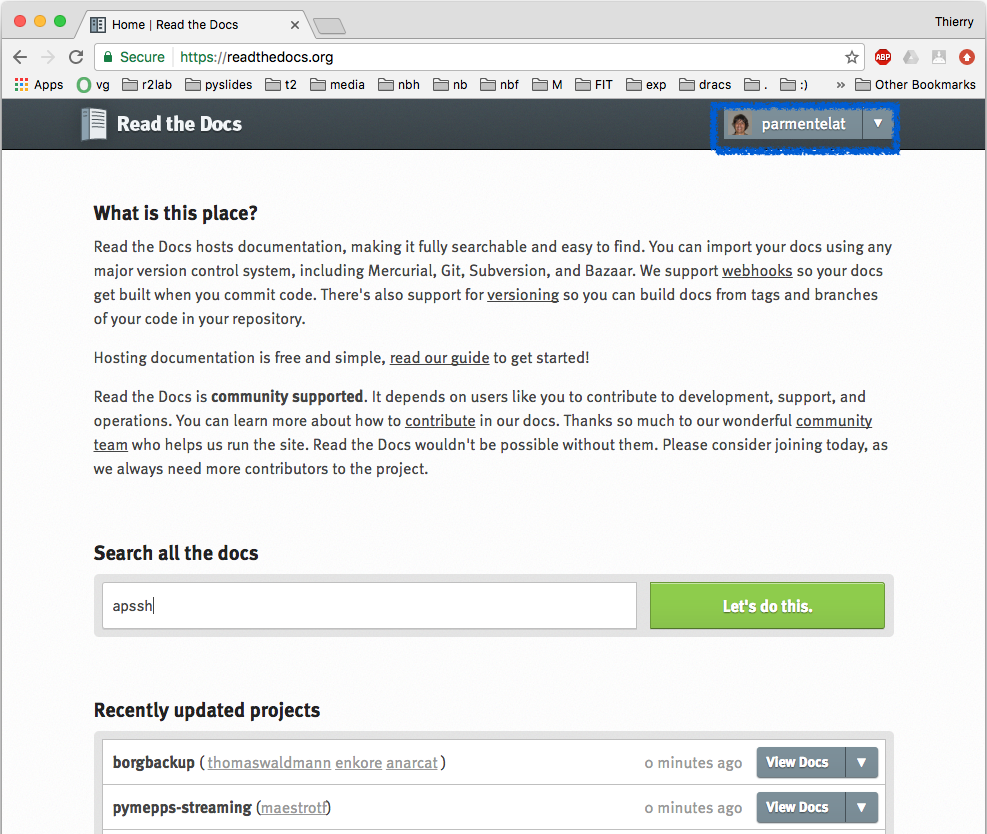 Home | Read the Docs
Thierry
Secure https://readthedocs.org
ABP
Apps vg r2lab pyslides t2 media nbh nb nbf M FIT exp dracs . :) » Other Bookmarks
Read the Docs
parmentelat
What is this place?
Read the Docs hosts documentation, making it fully searchable and easy to find. You can import your docs using any
major version control system, including Mercurial, Git, Subversion, and Bazaar. We support webhooks so your docs
get built when you commit code. There's also support for versioning so you can build docs from tags and branches
of your code in your repository.
Hosting documentation is free and simple, read our guide to get started!
Read the Docs is community supported. It depends on users like you to contribute to development, support, and
operations. You can learn more about how to contribute in our docs. Thanks so much to our wonderful community
team who helps us run the site. Read the Docs wouldn't be possible without them. Please consider joining today, as
we always need more contributors to the project.
Search all the docs
apssh
Let's do this.
Recently updated projects
borgbackup (thomaswaldmann enkore anarcat) 0 minutes ago View Docs
pymepps-streaming (maestrotf) 0 minutes ago View Docs